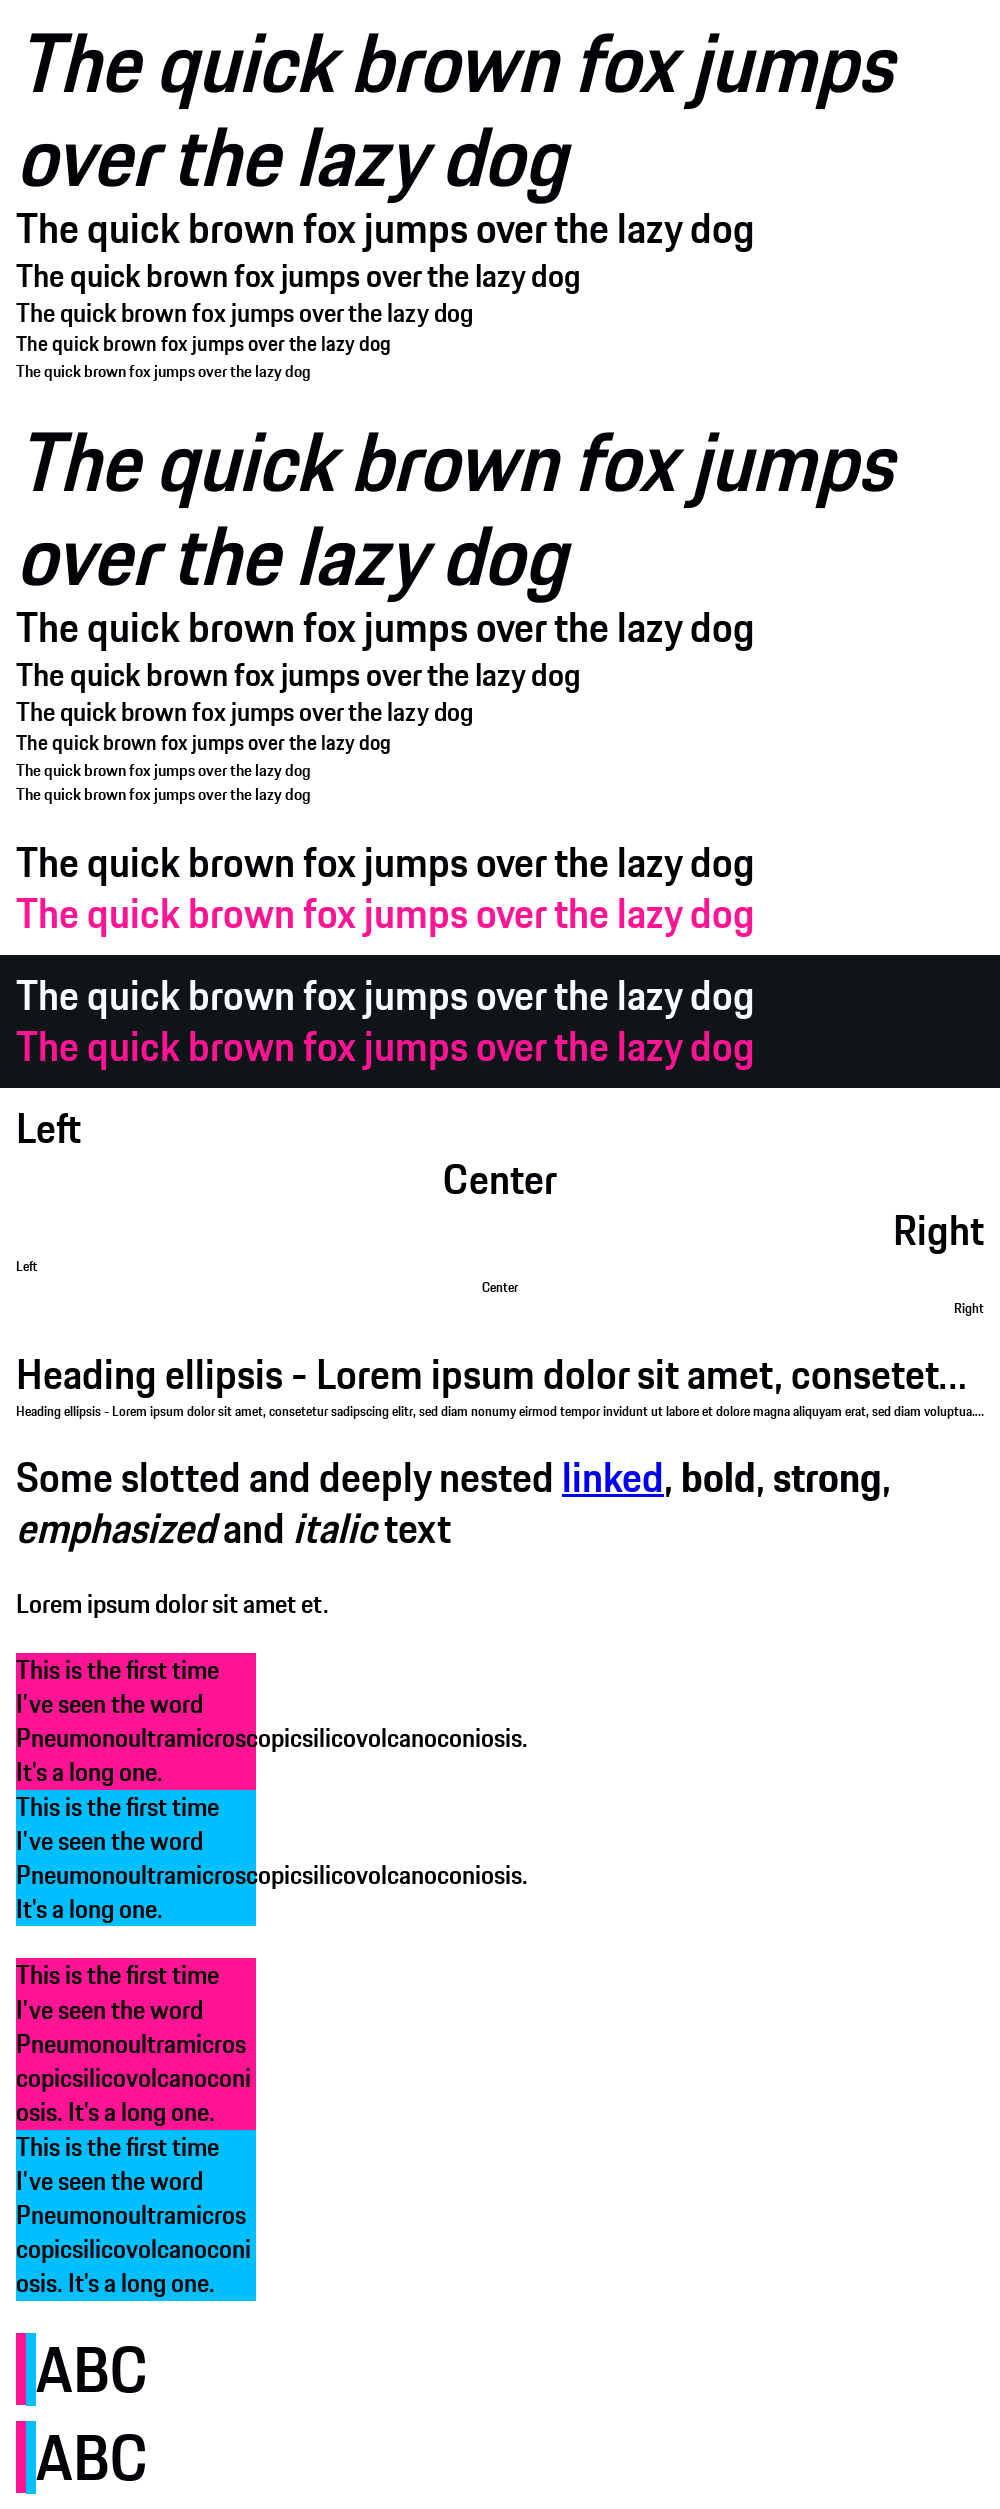 The quick brown fox jumps
over the lazy dog
The quick brown fox jumps over the lazy dog
The quick brown fox jumps over the lazy dog
The quick brown fox jumps over the lazy dog
The quick brown fox jumps over the lazy dog
The quick brown fox jumps over the lazy dog
The quick brown fox jumps
over the lazy dog
The quick brown fox jumps over the lazy dog
The quick brown fox jumps over the lazy dog
The quick brown fox jumps over the lazy dog
The quick brown fox jumps over the lazy dog
The quick brown fox jumps over the lazy dog
The quick brown fox jumps over the lazy dog
The quick brown fox jumps over the lazy dog
The quick brown fox jumps over the lazy dog
The quick brown fox jumps over the lazy dog
The quick brown fox jumps over the lazy dog
Left
Center
Right
Left
Center
Right
Heading ellipsis - Lorem ipsum dolor sit amet, consetet...
Heading ellipsis - Lorem ipsum dolor sit amet, consetetur sadipscing elitr, sed diam nonumy eirmod tempor invidunt ut labore et dolore magna aliquyam erat, sed diam voluptua....
Some slotted and deeply nested linked, bold, strong,
emphasized and italic text
Lorem ipsum dolor sit amet et.
This is the first time
I've seen the word
Pneumonoultramicroscopicsilicovolcanoconiosis.
It's a long one.
This is the first time
I've seen the word
Pneumonoultramicroscopicsilicovolcanoconiosis.
It's a long one.
This is the first time
I've seen the word
Pneumonoultramicros
copicsilicovolcanoconi
osis. It's a long one.
This is the first time
I've seen the word
Pneumonoultramicros
copicsilicovolcanoconi
osis. It's a long one.
ABC
ABC